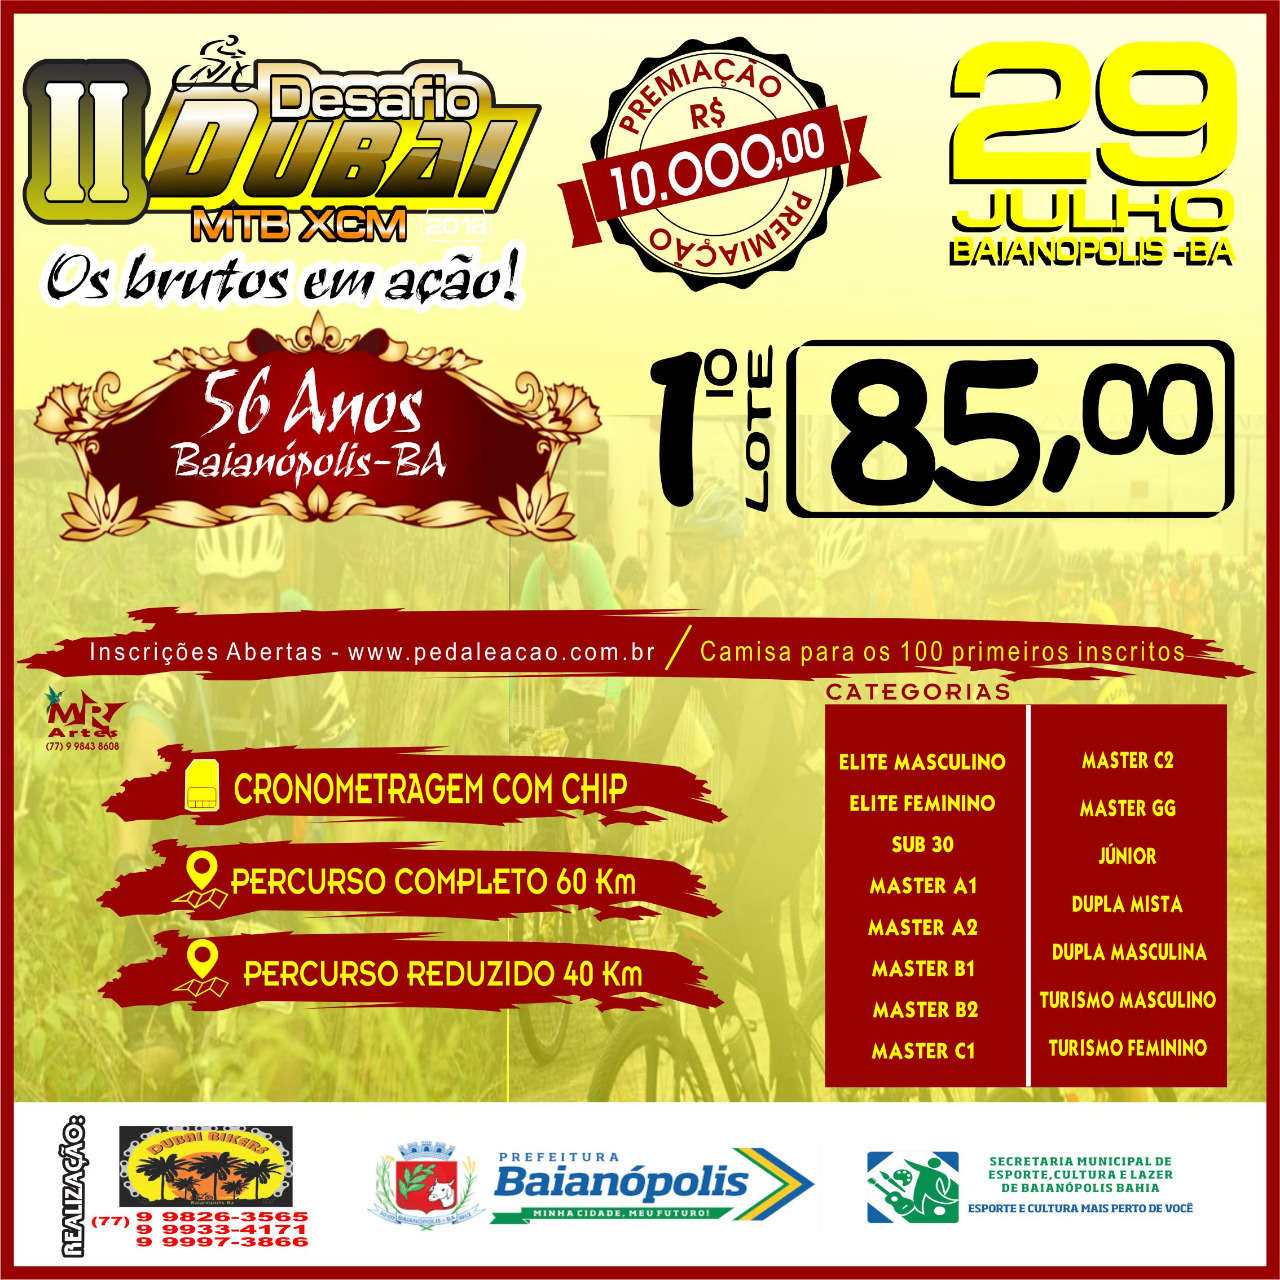 II
Desafio
DUBAI
MTB XCM 2018
Os brutos em ação!
PREMIAÇÃO
R$
10.000,00
PREMIAÇÃO
29
JULHO
BAIANOPOLIS -BA
56 Anos
Baianópolis-BA
1º
LOTE
85,00
Inscrições Abertas - www.pedaleacao.com.br / Camisa para os 100 primeiros inscritos
MR
Artes
(77) 9 9843 8608
CRONOMETRAGEM COM CHIP
PERCURSO COMPLETO 60 Km
PERCURSO REDUZIDO 40 Km
CATEGORIAS
ELITE MASCULINO
ELITE FEMININO
SUB 30
MASTER A1
MASTER A2
MASTER B1
MASTER B2
MASTER C1
MASTER C2
MASTER GG
JÚNIOR
DUPLA MISTA
DUPLA MASCULINA
TURISMO MASCULINO
TURISMO FEMININO
REALIZAÇÃO:
DUBAI BIKERS
Baianopolis Ba
(77) 9 9826-3565
9 9933-4171
9 9997-3866
PREFEITURA
Baianópolis
MINHA CIDADE, MEU FUTURO!
BAIANÓPOLIS - BA
SECRETARIA MUNICIPAL DE
ESPORTE, CULTURA E LAZER
DE BAIANÓPOLIS BAHIA
ESPORTE E CULTURA MAIS PERTO DE VOCÊ